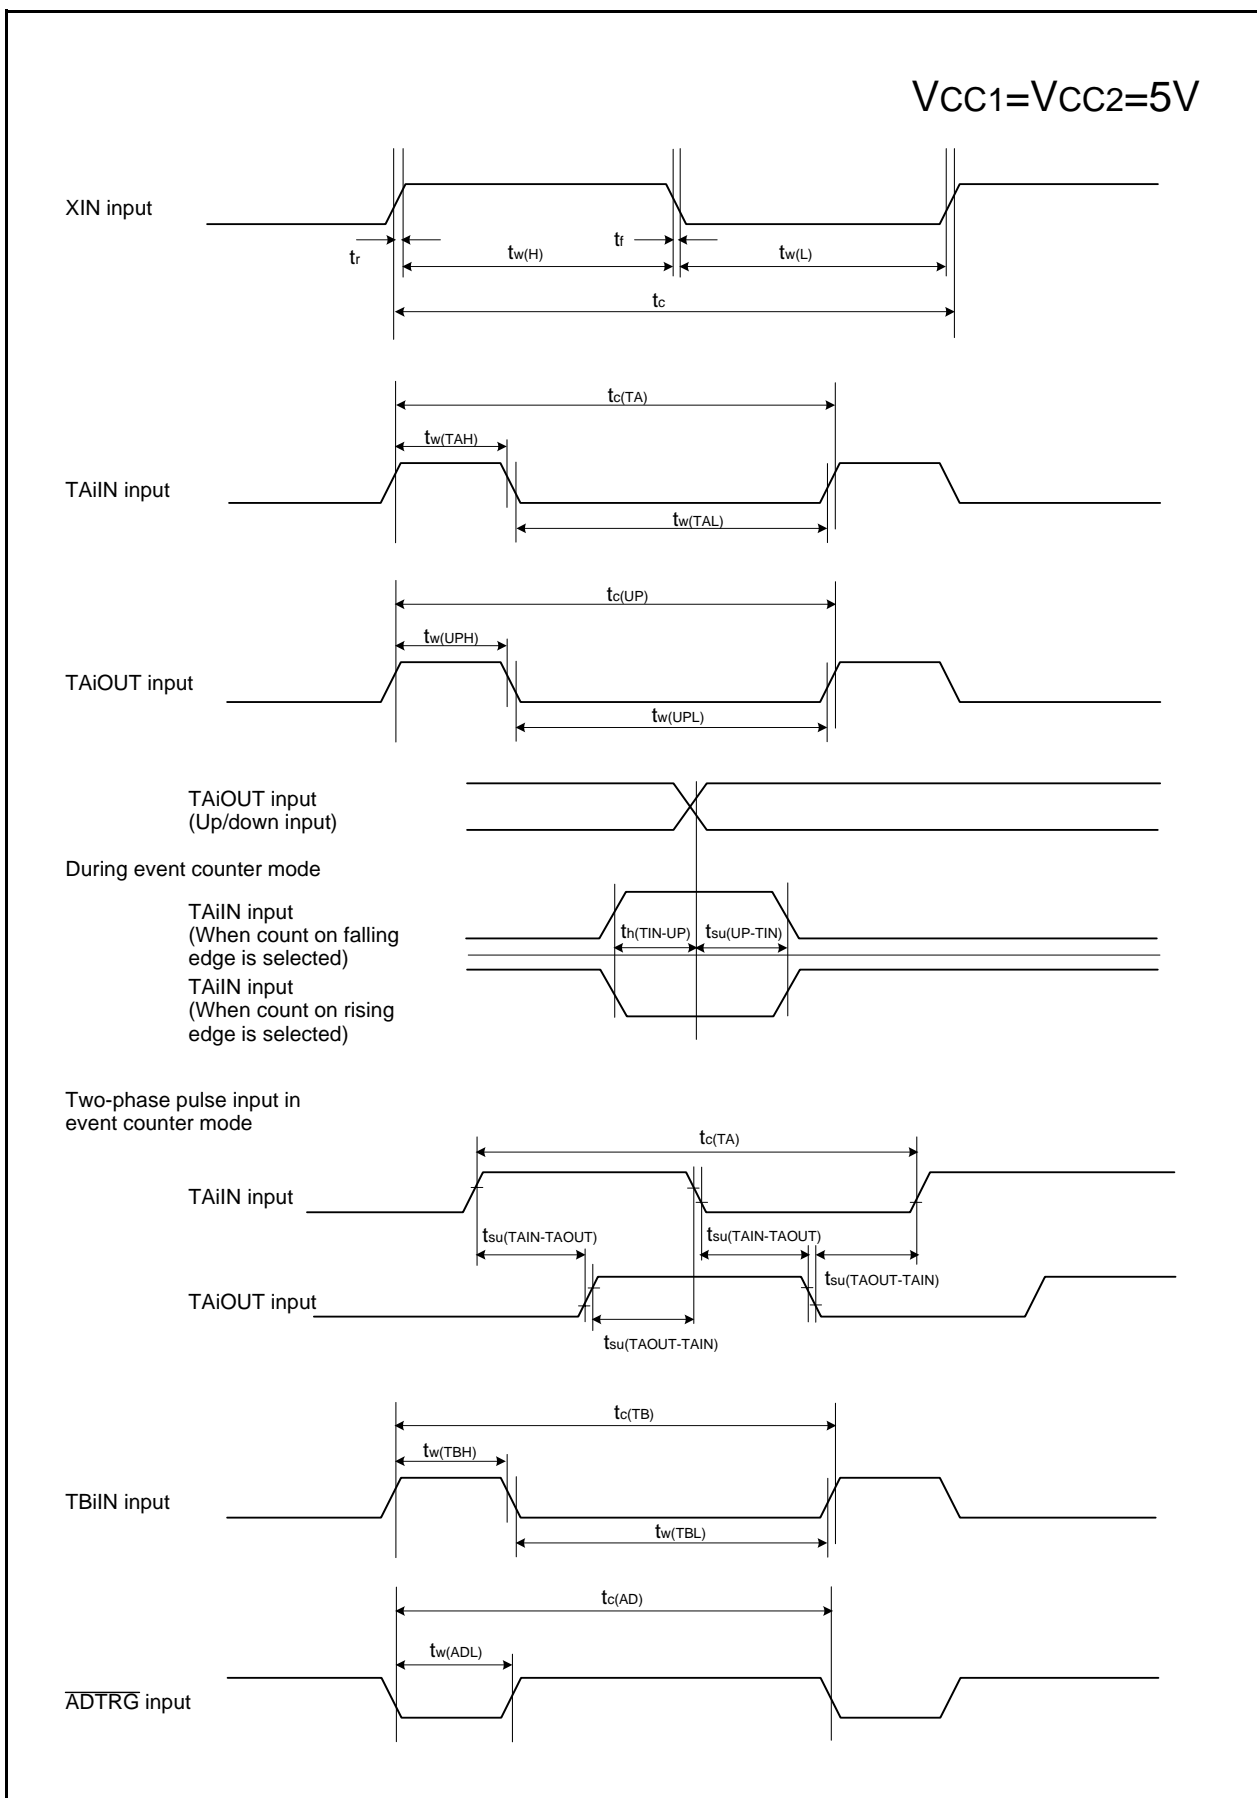 VCC1=VCC2=5V
XIN input
tr
tw(H)
tf
tw(L)
tc
tc(TA)
tw(TAH)
TAiIN input
tw(TAL)
tc(UP)
tw(UPH)
TAiOUT input
tw(UPL)
TAiOUT input
(Up/down input)
During event counter mode
TAiIN input
(When count on falling
edge is selected)
th(TIN-UP)
tsu(UP-TIN)
TAiIN input
(When count on rising
edge is selected)
Two-phase pulse input in
event counter mode
tc(TA)
TAiIN input
tsu(TAIN-TAOUT)
tsu(TAIN-TAOUT)
tsu(TAOUT-TAIN)
TAiOUT input
tsu(TAOUT-TAIN)
tc(TB)
tw(TBH)
TBiIN input
tw(TBL)
tc(AD)
tw(ADL)
ADTRG input